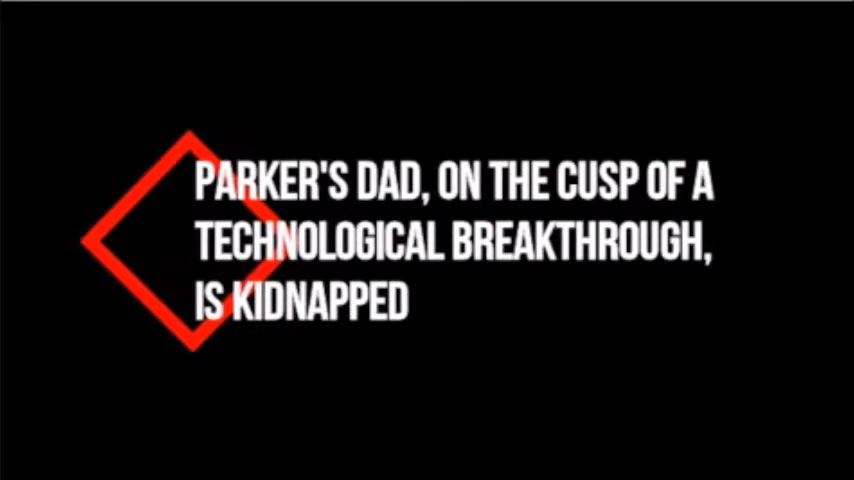 PARKER'S DAD, ON THE CUSP OF A
TECHNOLOGICAL BREAKTHROUGH,
IS KIDNAPPED